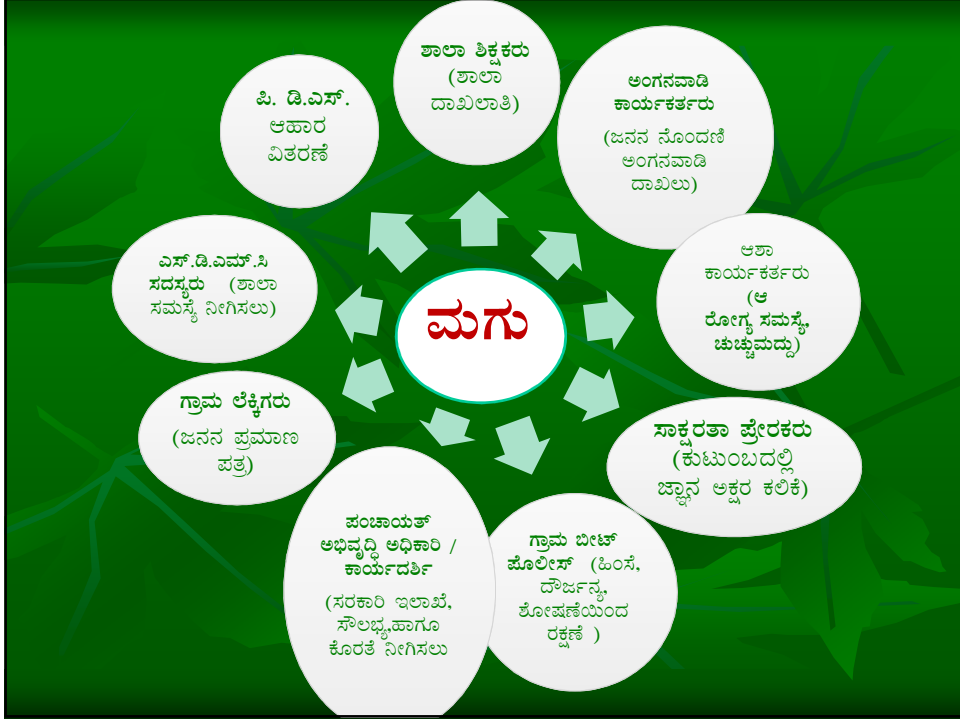 ಶಾಲಾ ಶಿಕ್ಷಕರು
(ಶಾಲಾ
ದಾಖಲಾತಿ)
ಅಂಗನವಾಡಿ
ಕಾರ್ಯಕರ್ತರು
(ಜನನ ನೊಂದಣಿ
ಅಂಗನವಾಡಿ
ದಾಖಲು)
ಆಶಾ
ಕಾರ್ಯಕರ್ತರು
(ಆ
ರೋಗ್ಯ ಸಮಸ್ಯೆ,
ಚುಚ್ಚುಮದ್ದು)
ಸಾಕ್ಷರತಾ ಪ್ರೇರಕರು
(ಕುಟುಂಬದಲ್ಲಿ
ಜ್ಞಾನ ಅಕ್ಷರ ಕಲಿಕೆ)
ಗ್ರಾಮ ಬೀಟ್
ಪೊಲೀಸ್ (ಹಿಂಸೆ,
ದೌರ್ಜನ್ಯ,
ಶೋಷಣೆಯಿಂದ
ರಕ್ಷಣೆ )
ಪಂಚಾಯತ್
ಅಭಿವೃದ್ಧಿ ಅಧಿಕಾರಿ /
ಕಾರ್ಯದರ್ಶಿ
(ಸರಕಾರಿ ಇಲಾಖೆ,
ಸೌಲಭ್ಯ,ಹಾಗೂ
ಕೊರತೆ ನೀಗಿಸಲು
ಗ್ರಾಮ ಲೆಕ್ಕಿಗರು
(ಜನನ ಪ್ರಮಾಣ
ಪತ್ರ)
ಎಸ್.ಡಿ.ಎಮ್.ಸಿ
ಸದಸ್ಯರು (ಶಾಲಾ
ಸಮಸ್ಯೆ ನೀಗಿಸಲು)
ಪಿ. ಡಿ.ಎಸ್.
ಆಹಾರ
ವಿತರಣೆ
ಮಗು